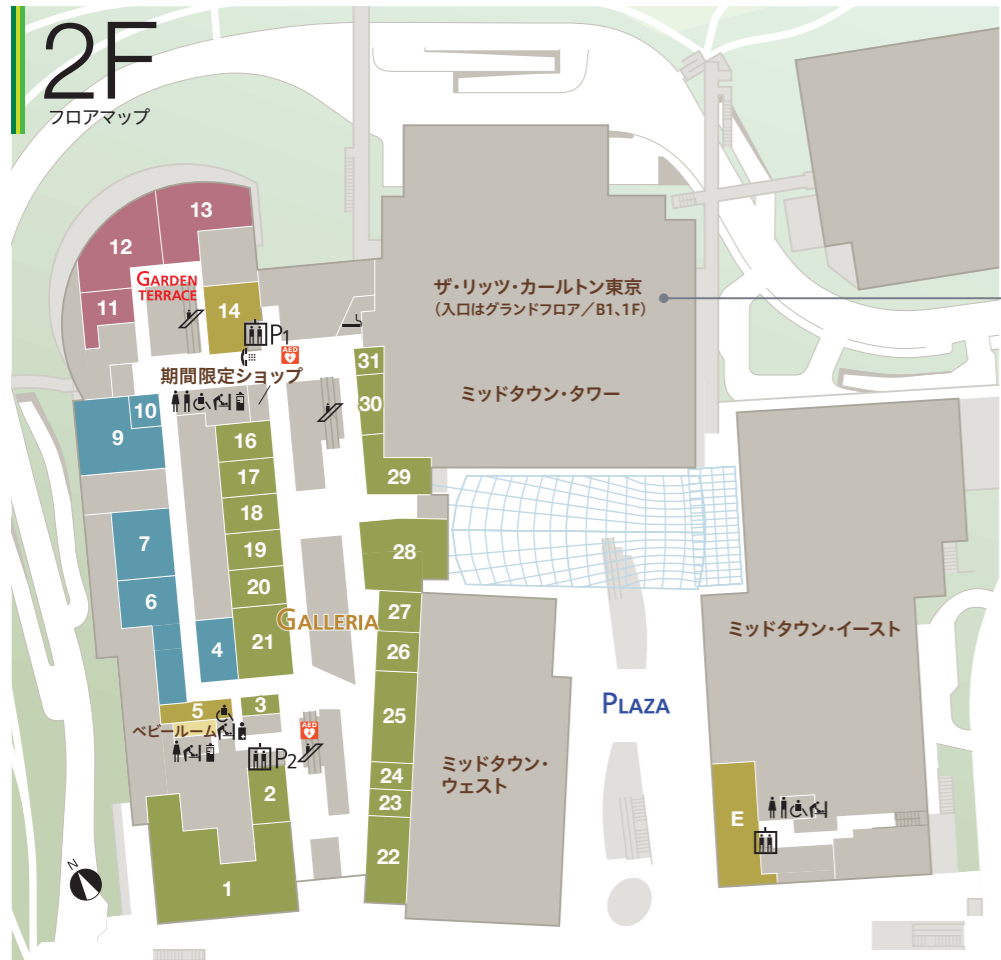 2F
フロアマップ
13
12
GARDEN
TERRACE
11
14
P1
AED
期間限定ショップ
ザ・リッツ・カールトン東京
(入口はグランドフロア／B1、1F)
ミッドタウン・タワー
31
30
29
10
9
16
17
18
19
20
21
7
6
4
GALLERIA
28
27
26
25
24
23
22
ミッドタウン・イースト
PLAZA
5
3
ベビールーム
AED
P2
2
1
ミッドタウン・
ウェスト
E
N